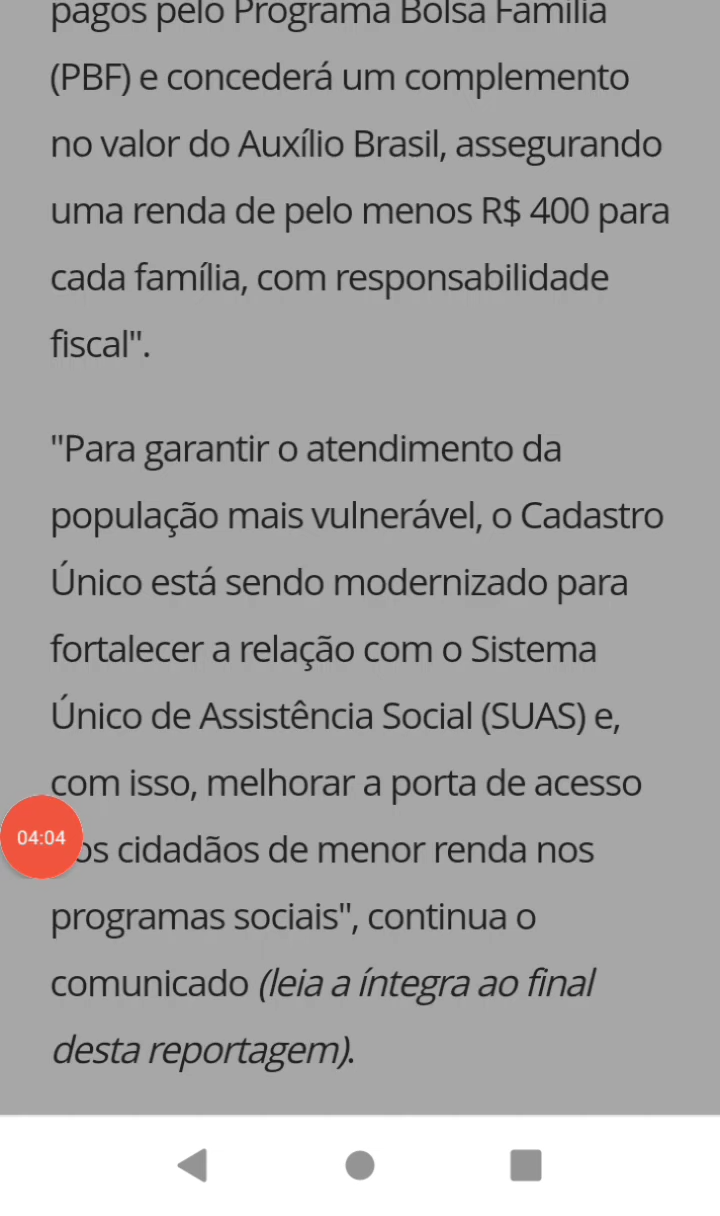 pagos pelo Programa Bolsa Família
(PBF) e concederá um complemento
no valor do Auxílio Brasil, assegurando
uma renda de pelo menos R$ 400 para
cada família, com responsabilidade
fiscal".
"Para garantir o atendimento da
população mais vulnerável, o Cadastro
Único está sendo modernizado para
fortalecer a relação com o Sistema
Único de Assistência Social (SUAS) e,
com isso, melhorar a porta de acesso
04:04
cidadãos de menor renda nos
programas sociais", continua o
comunicado (leia a íntegra ao final
desta reportagem).